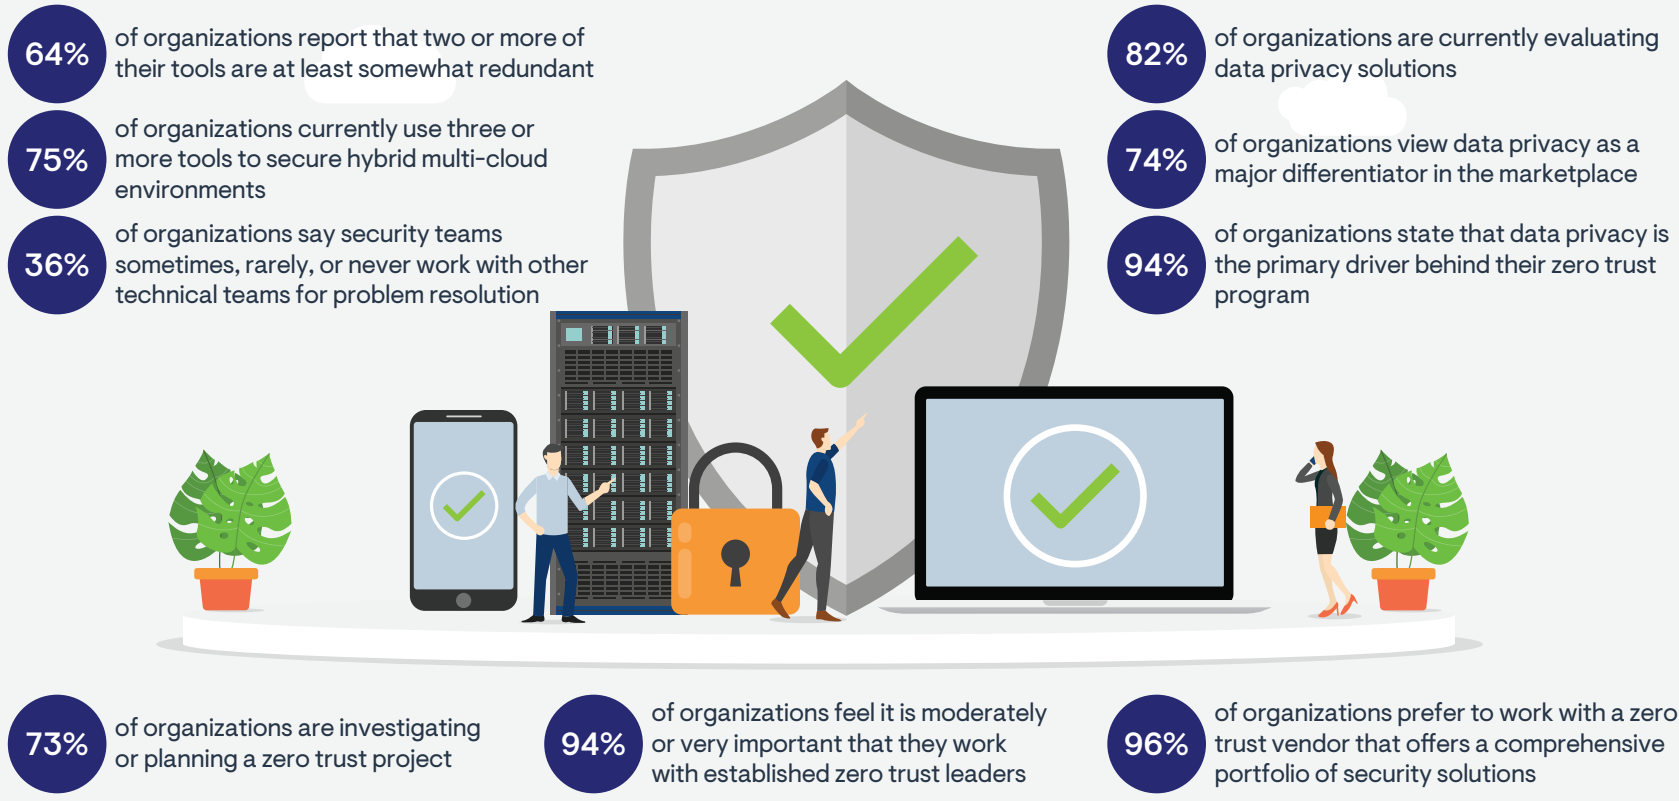 64%
of organizations report that two or more of
their tools are at least somewhat redundant
75%
of organizations currently use three or
more tools to secure hybrid multi-cloud
environments
36%
of organizations say security teams
sometimes, rarely, or never work with other
technical teams for problem resolution
82%
of organizations are currently evaluating
data privacy solutions
74%
of organizations view data privacy as a
major differentiator in the marketplace
94%
of organizations state that data privacy is
the primary driver behind their zero trust
program
73%
of organizations are investigating
or planning a zero trust project
94%
of organizations feel it is moderately
or very important that they work
with established zero trust leaders
96%
of organizations prefer to work with a zero
trust vendor that offers a comprehensive
portfolio of security solutions